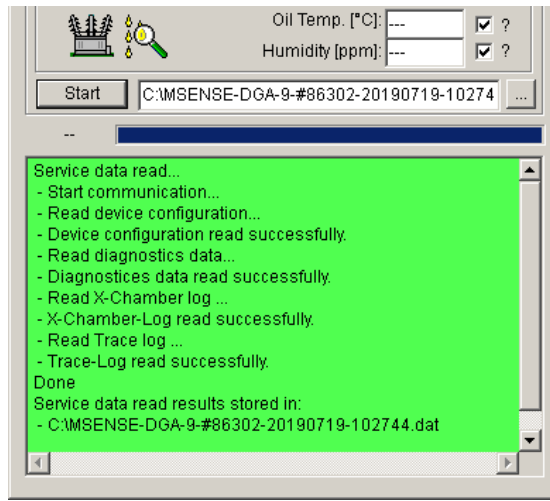 Oil Temp. [°C]: --- ?
Humidity [ppm]: --- ?
Start C:\MSENSE-DGA-9-#86302-20190719-10274 ...
--
Service data read...
- Start communication...
- Read device configuration...
- Device configuration read successfully.
- Read diagnostics data...
- Diagnostices data read successfully.
- Read X-Chamber log ...
- X-Chamber-Log read successfully.
- Read Trace log ...
- Trace-Log read successfully.
Done
Service data read results stored in:
- C:\MSENSE-DGA-9-#86302-20190719-102744.dat